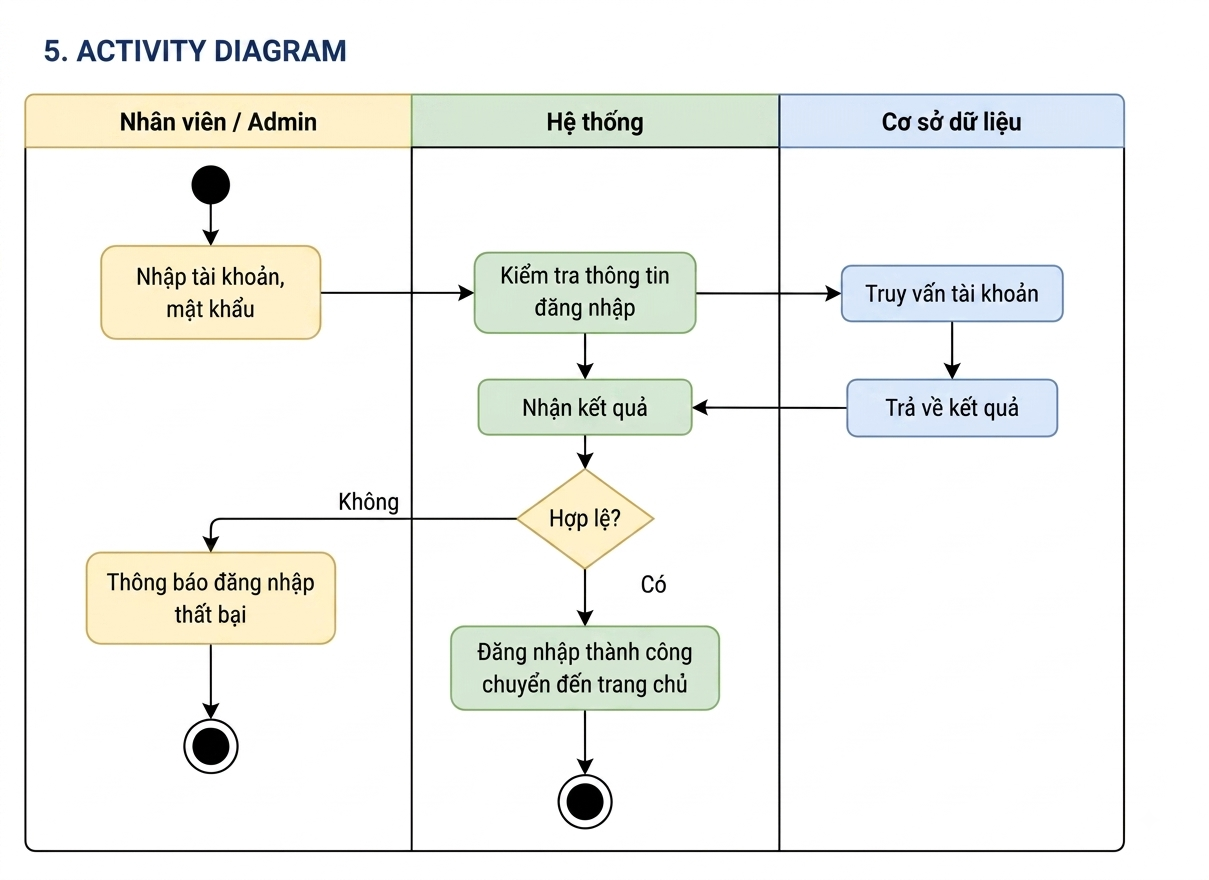 5. ACTIVITY DIAGRAM
Nhân viên / Admin
Hệ thống
Cơ sở dữ liệu
Nhập tài khoản,
mật khẩu
Kiểm tra thông tin
đăng nhập
Truy vấn tài khoản
Nhận kết quả
Trả về kết quả
Không
Hợp lệ?
Thông báo đăng nhập
thất bại
Có
Đăng nhập thành công
chuyển đến trang chủ